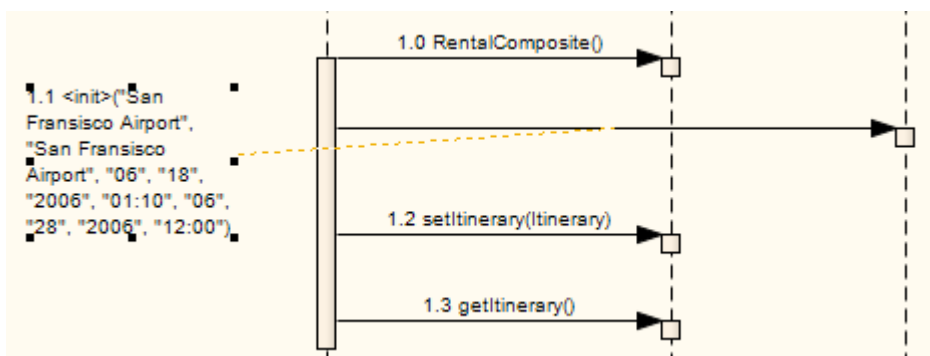 1.0 RentalComposite()
1.1 <init>("San
Fransisco Airport",
"San Fransisco
Airport", "06", "18",
"2006", "01:10", "06",
"28", "2006", "12:00")
1.2 setItinerary(Itinerary)
1.3 getItinerary()